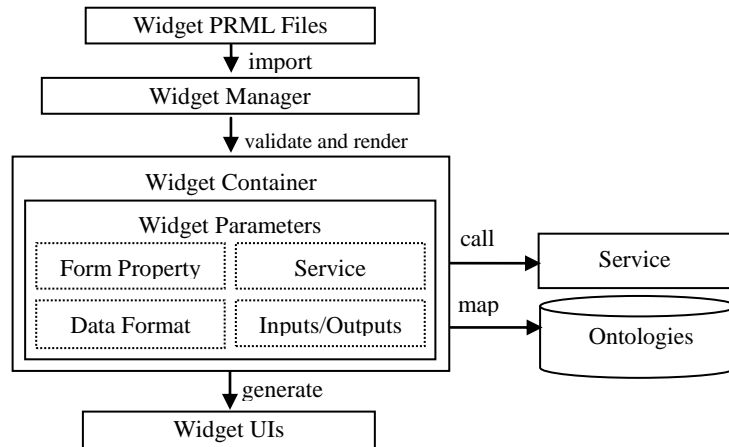 Widget PRML Files
import
Widget Manager
validate and render
Widget Container
Widget Parameters
Form Property
Service
Data Format
Inputs/Outputs
call
Service
map
Ontologies
generate
Widget UIs